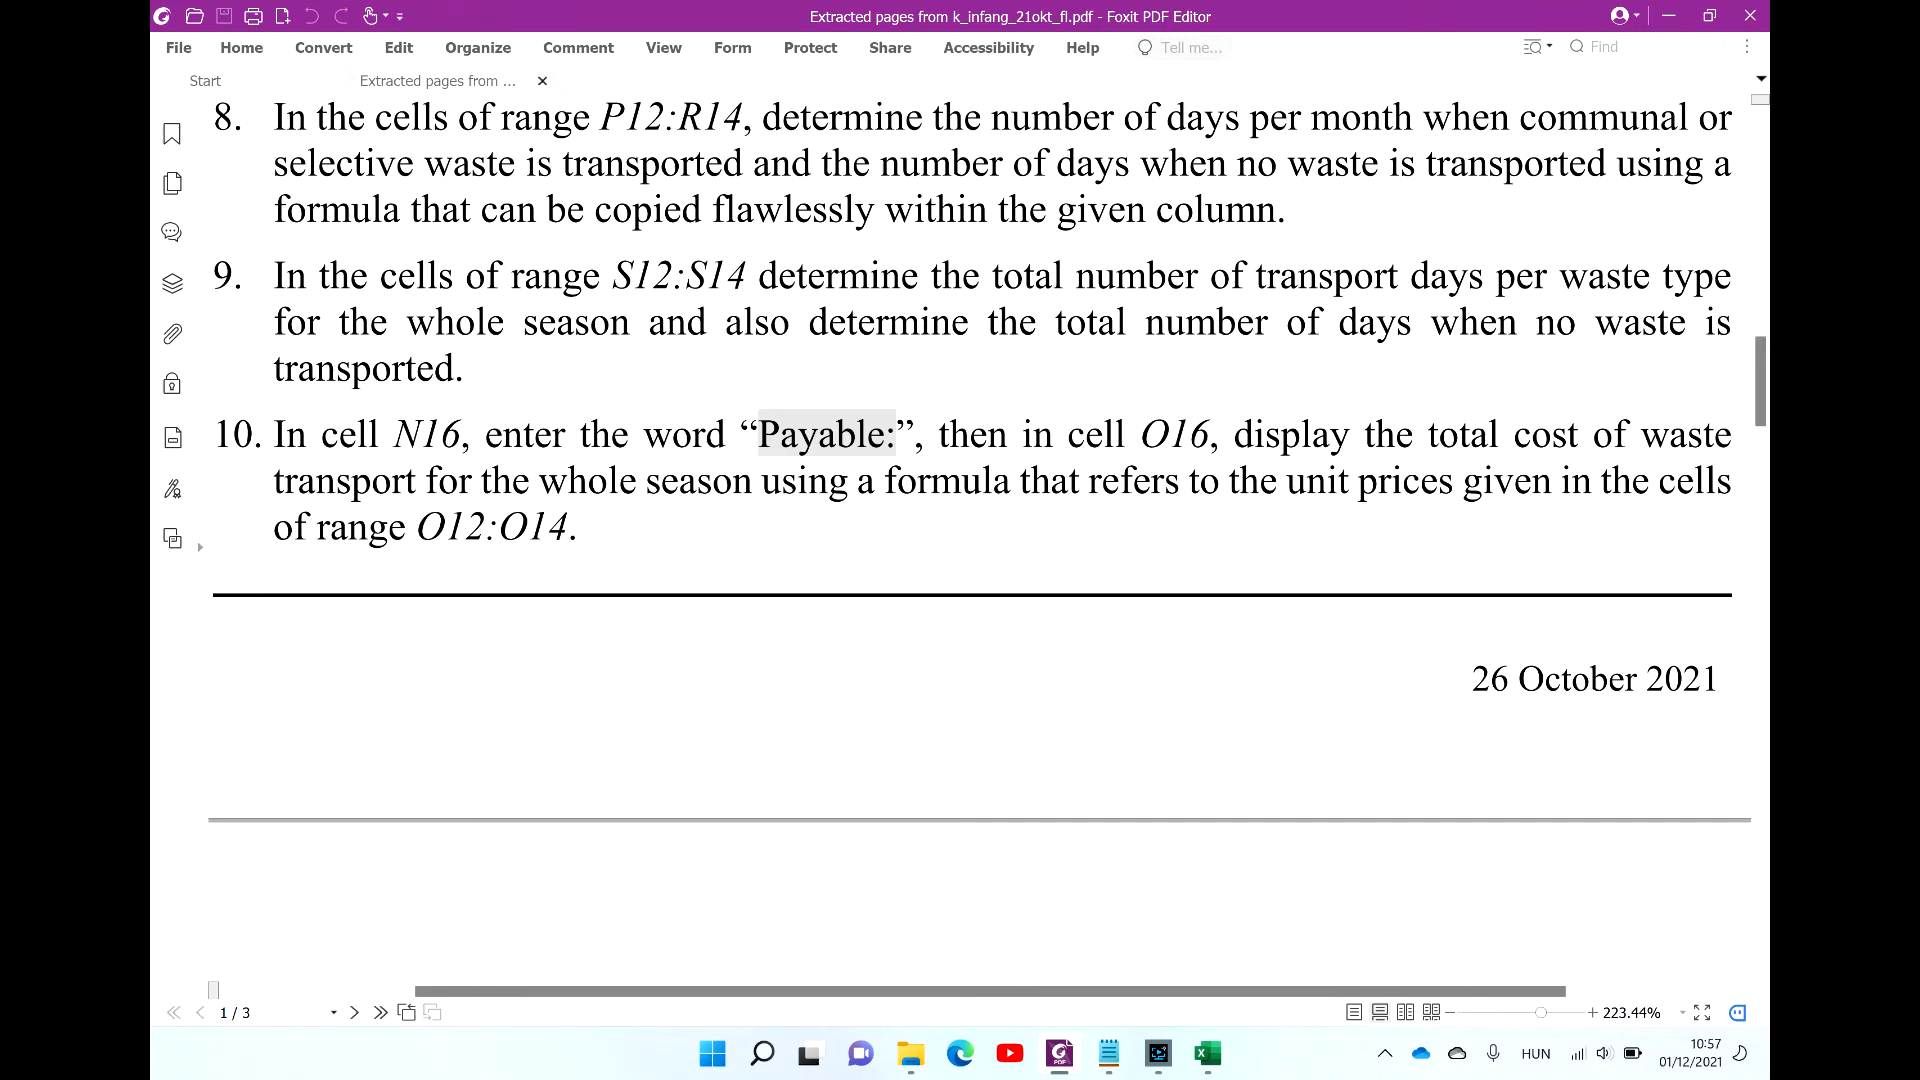 Extracted pages from k_infang_21okt_fl.pdf - Foxit PDF Editor
File Home Convert Edit Organize Comment View Form Protect Share Accessibility Help Tell me... Find
Start Extracted pages from ...
8. In the cells of range P12:R14, determine the number of days per month when communal or
selective waste is transported and the number of days when no waste is transported using a
formula that can be copied flawlessly within the given column.
9. In the cells of range S12:S14 determine the total number of transport days per waste type
for the whole season and also determine the total number of days when no waste is
transported.
10. In cell N16, enter the word “Payable:”, then in cell O16, display the total cost of waste
transport for the whole season using a formula that refers to the unit prices given in the cells
of range O12:O14.
26 October 2021
1 / 3 223.44%
HUN 10:57
01/12/2021